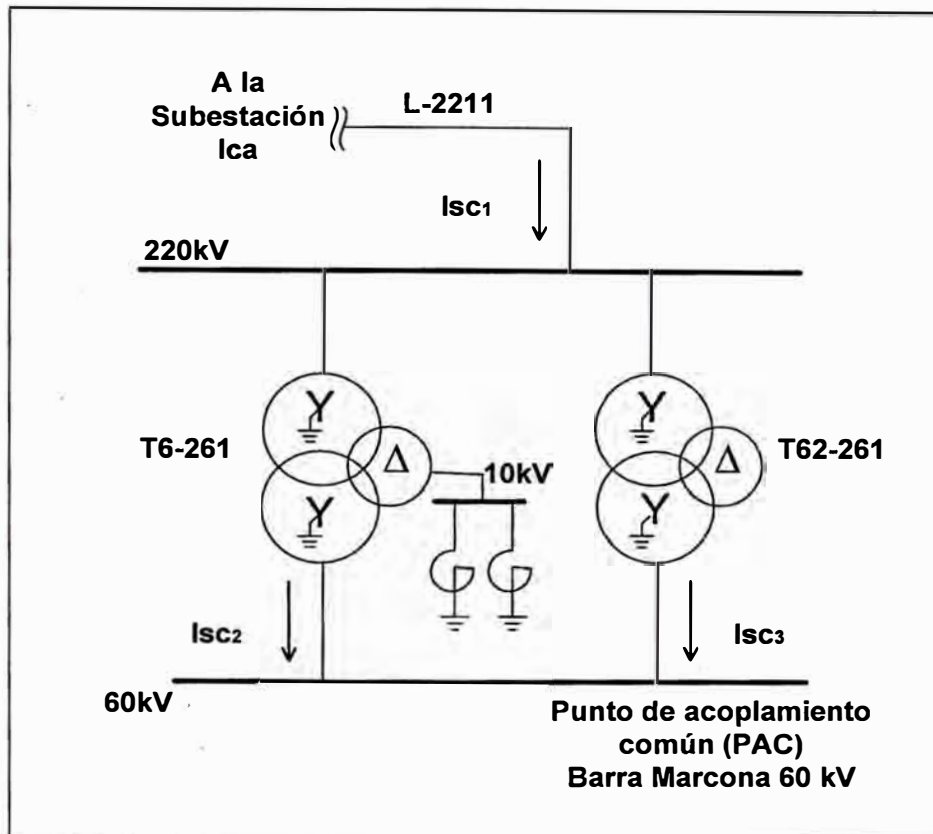 A la
Subestación
Ica
L-2211
Isc1
220kV
T6-261
Y
Y
Δ
10kV
Y
Y
Δ
T62-261
Isc2
Isc3
60kV
Punto de acoplamiento
común (PAC)
Barra Marcona 60 kV